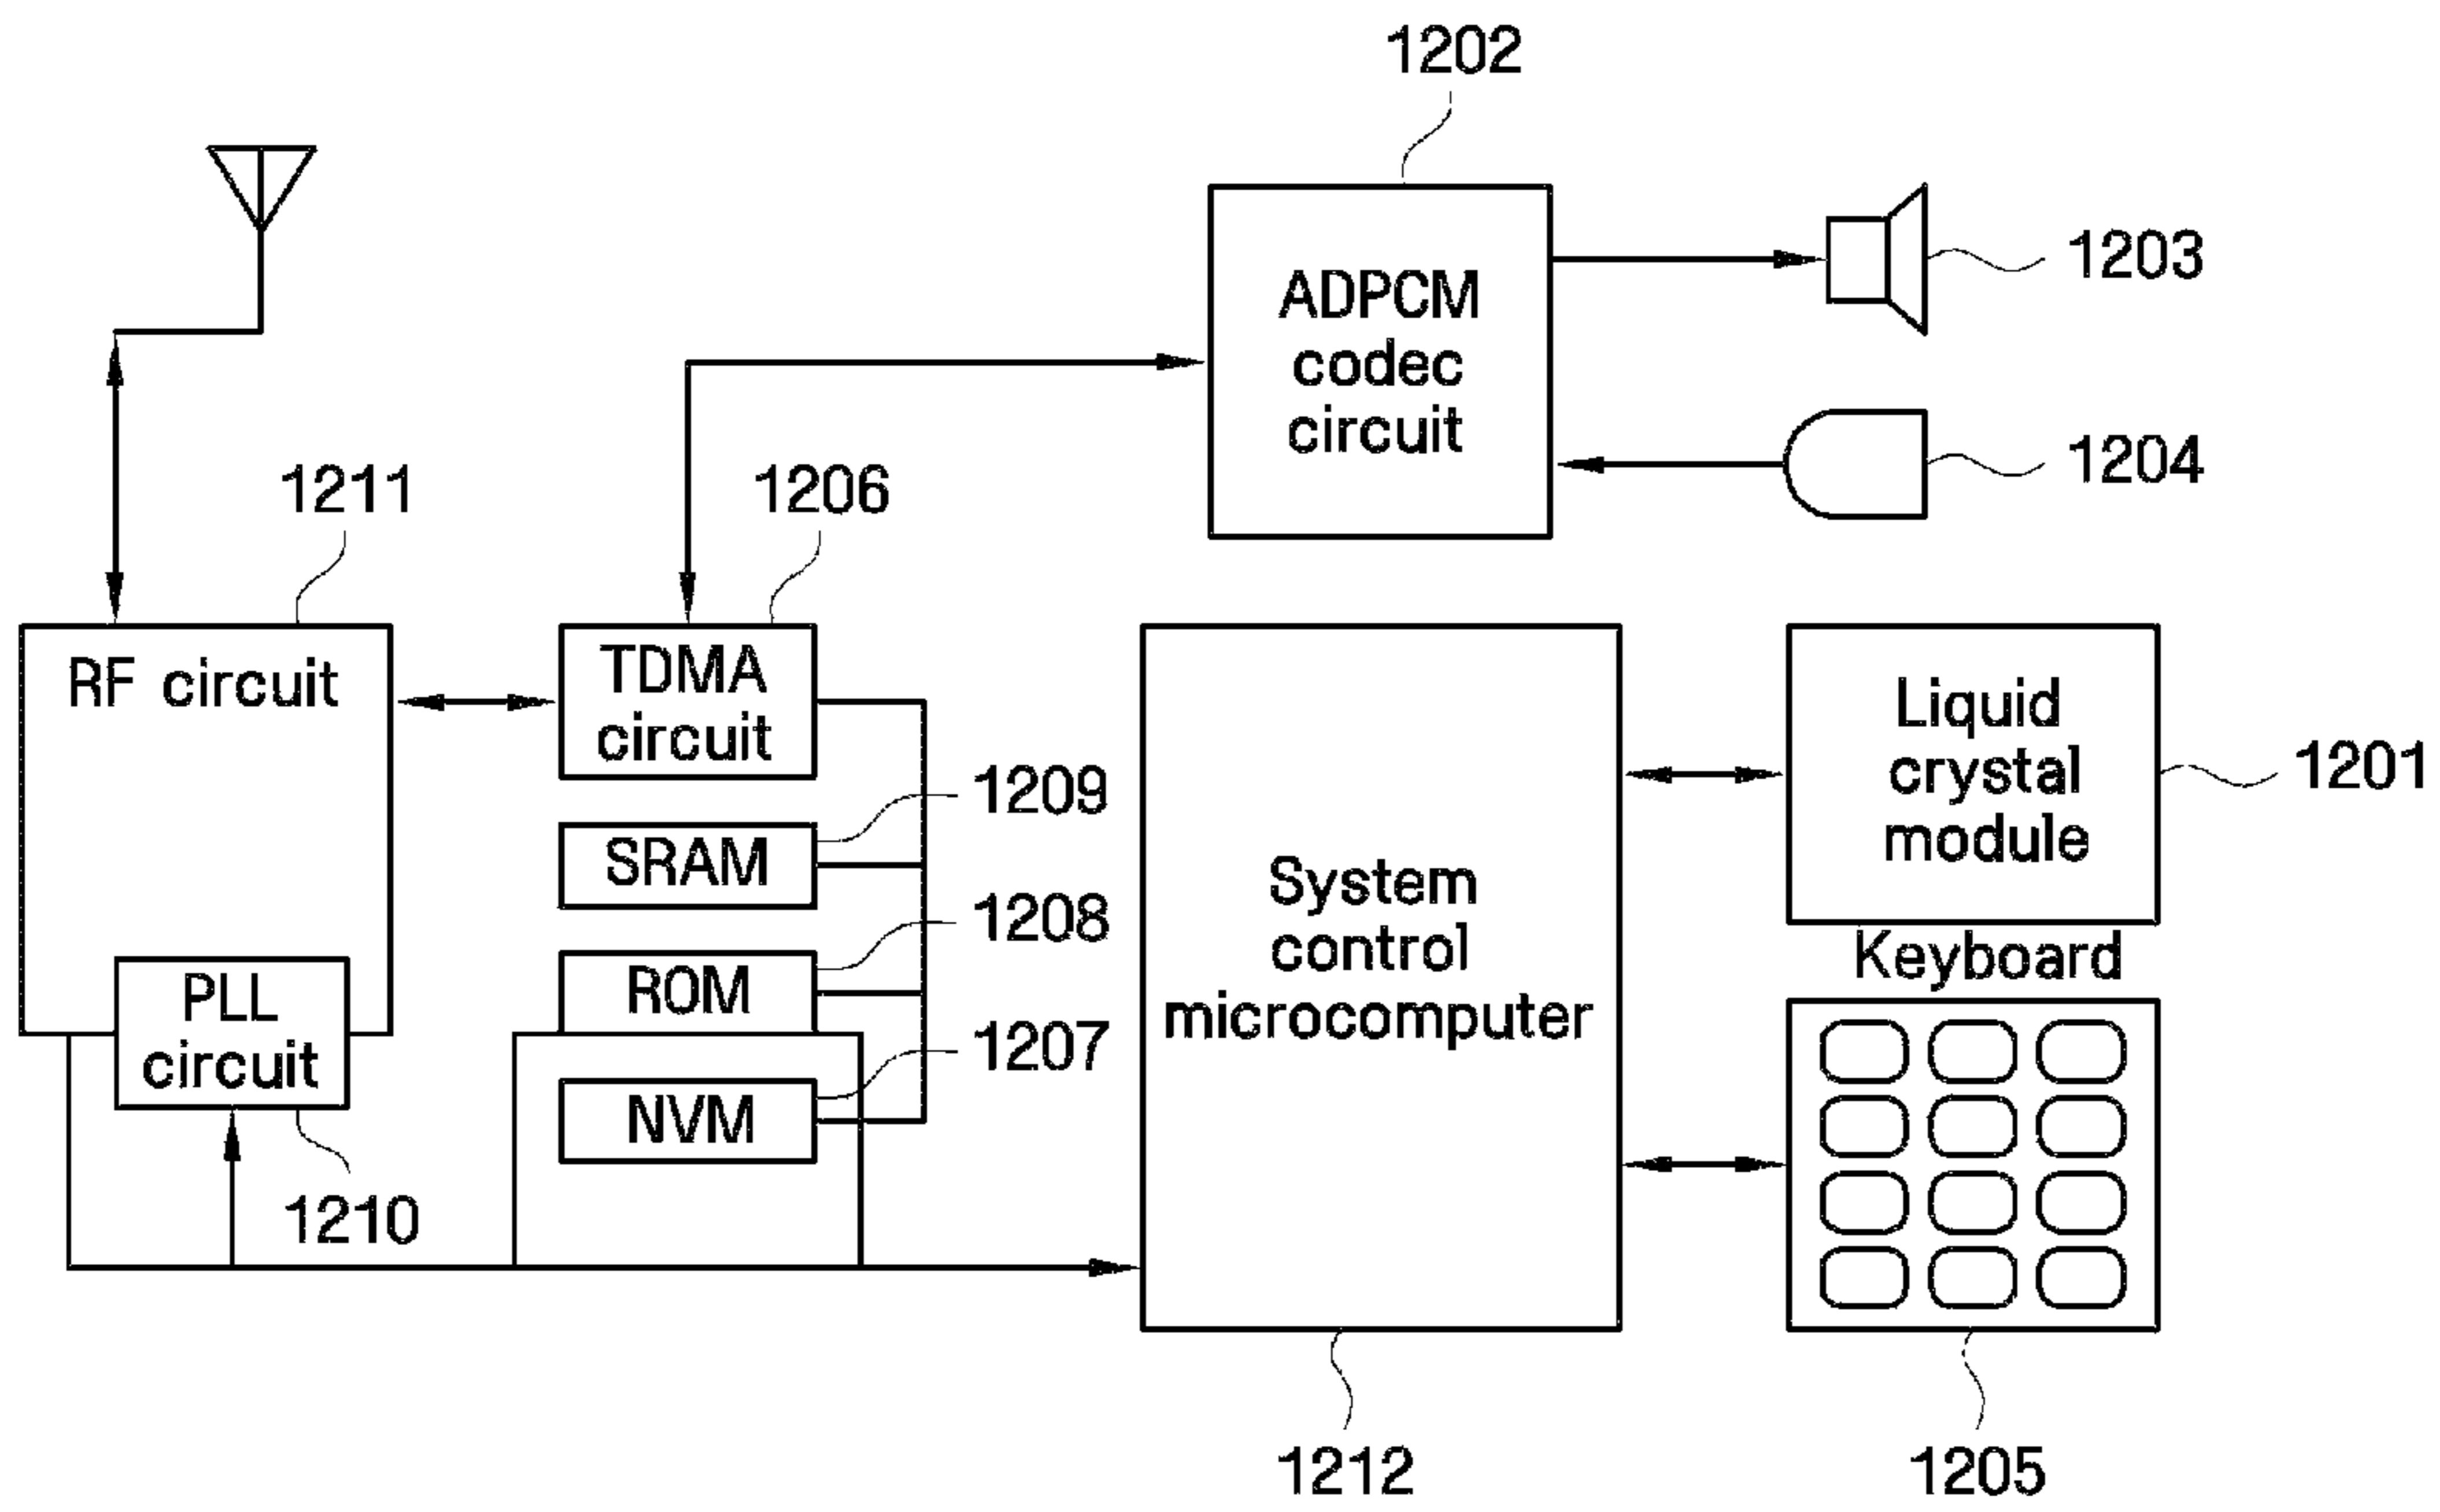 1202
ADPCM
codec
circuit
1203
1204
1211
1206
RF circuit
TDMA
circuit
1209
SRAM
1208
ROM
1207
NVM
PLL
circuit
1210
System
control
microcomputer
1212
Liquid
crystal
module
1201
Keyboard
1205